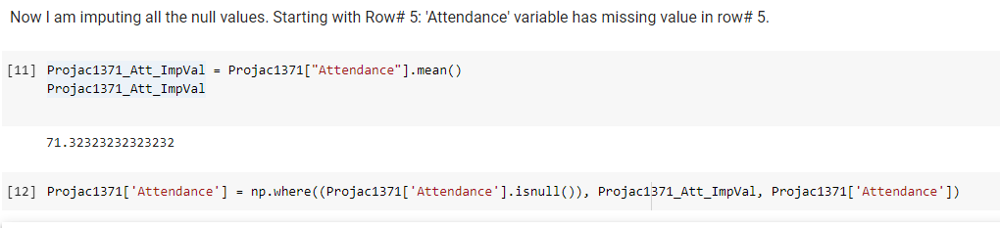 Now I am imputing all the null values. Starting with Row# 5: 'Attendance' variable has missing value in row# 5.
[11] Projac1371_Att_ImpVal = Projac1371["Attendance"].mean()
Projac1371_Att_ImpVal
71.32323232323232
[12] Projac1371['Attendance'] = np.where((Projac1371['Attendance'].isnull()), Projac1371_Att_ImpVal, Projac1371['Attendance'])